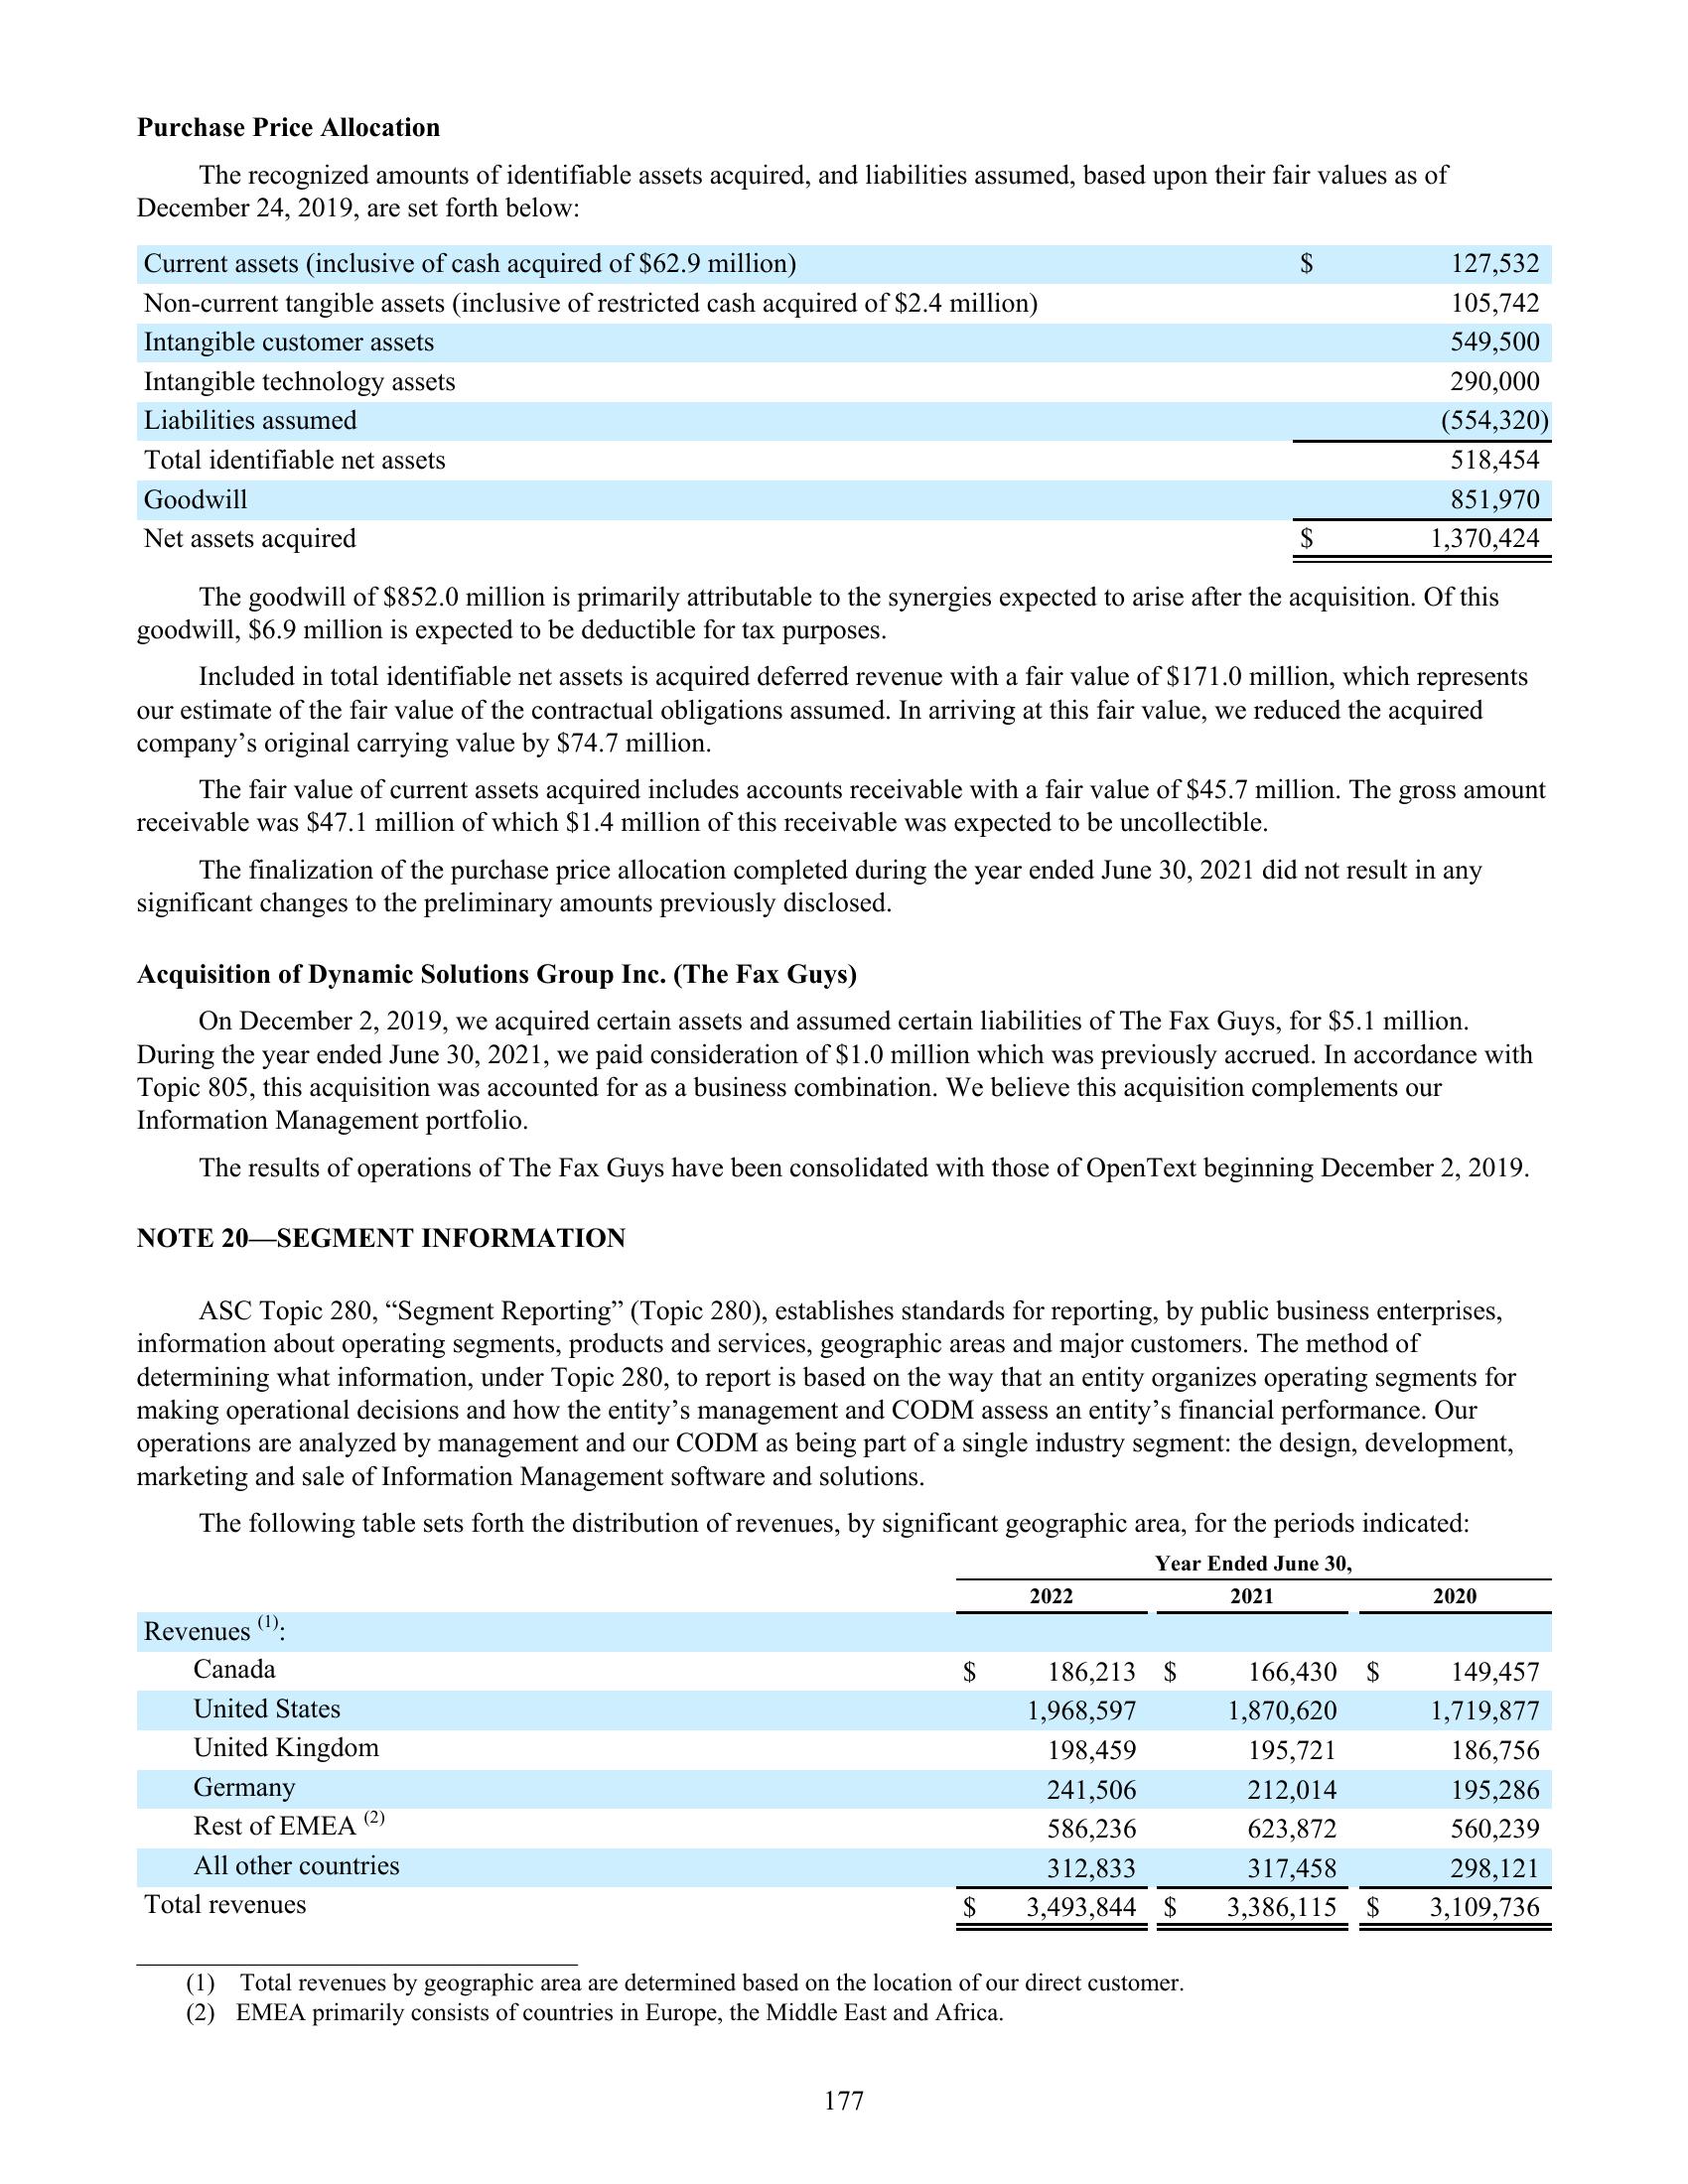 Purchase Price Allocation
The recognized amounts of identifiable assets acquired, and liabilities assumed, based upon their fair values as of
December 24, 2019, are set forth below:
Current assets (inclusive of cash acquired of $62.9 million) $ 127,532
Non-current tangible assets (inclusive of restricted cash acquired of $2.4 million) 105,742
Intangible customer assets 549,500
Intangible technology assets 290,000
Liabilities assumed (554,320)
Total identifiable net assets 518,454
Goodwill 851,970
Net assets acquired $ 1,370,424
The goodwill of $852.0 million is primarily attributable to the synergies expected to arise after the acquisition. Of this
goodwill, $6.9 million is expected to be deductible for tax purposes.
Included in total identifiable net assets is acquired deferred revenue with a fair value of $171.0 million, which represents
our estimate of the fair value of the contractual obligations assumed. In arriving at this fair value, we reduced the acquired
company’s original carrying value by $74.7 million.
The fair value of current assets acquired includes accounts receivable with a fair value of $45.7 million. The gross amount
receivable was $47.1 million of which $1.4 million of this receivable was expected to be uncollectible.
The finalization of the purchase price allocation completed during the year ended June 30, 2021 did not result in any
significant changes to the preliminary amounts previously disclosed.
Acquisition of Dynamic Solutions Group Inc. (The Fax Guys)
On December 2, 2019, we acquired certain assets and assumed certain liabilities of The Fax Guys, for $5.1 million.
During the year ended June 30, 2021, we paid consideration of $1.0 million which was previously accrued. In accordance with
Topic 805, this acquisition was accounted for as a business combination. We believe this acquisition complements our
Information Management portfolio.
The results of operations of The Fax Guys have been consolidated with those of OpenText beginning December 2, 2019.
NOTE 20—SEGMENT INFORMATION
ASC Topic 280, “Segment Reporting” (Topic 280), establishes standards for reporting, by public business enterprises,
information about operating segments, products and services, geographic areas and major customers. The method of
determining what information, under Topic 280, to report is based on the way that an entity organizes operating segments for
making operational decisions and how the entity’s management and CODM assess an entity’s financial performance. Our
operations are analyzed by management and our CODM as being part of a single industry segment: the design, development,
marketing and sale of Information Management software and solutions.
The following table sets forth the distribution of revenues, by significant geographic area, for the periods indicated:
Year Ended June 30,
2022 2021 2020
Revenues (1):
Canada $ 186,213 $ 166,430 $ 149,457
United States 1,968,597 1,870,620 1,719,877
United Kingdom 198,459 195,721 186,756
Germany 241,506 212,014 195,286
Rest of EMEA (2) 586,236 623,872 560,239
All other countries 312,833 317,458 298,121
Total revenues $ 3,493,844 $ 3,386,115 $ 3,109,736
(1) Total revenues by geographic area are determined based on the location of our direct customer.
(2) EMEA primarily consists of countries in Europe, the Middle East and Africa.
177